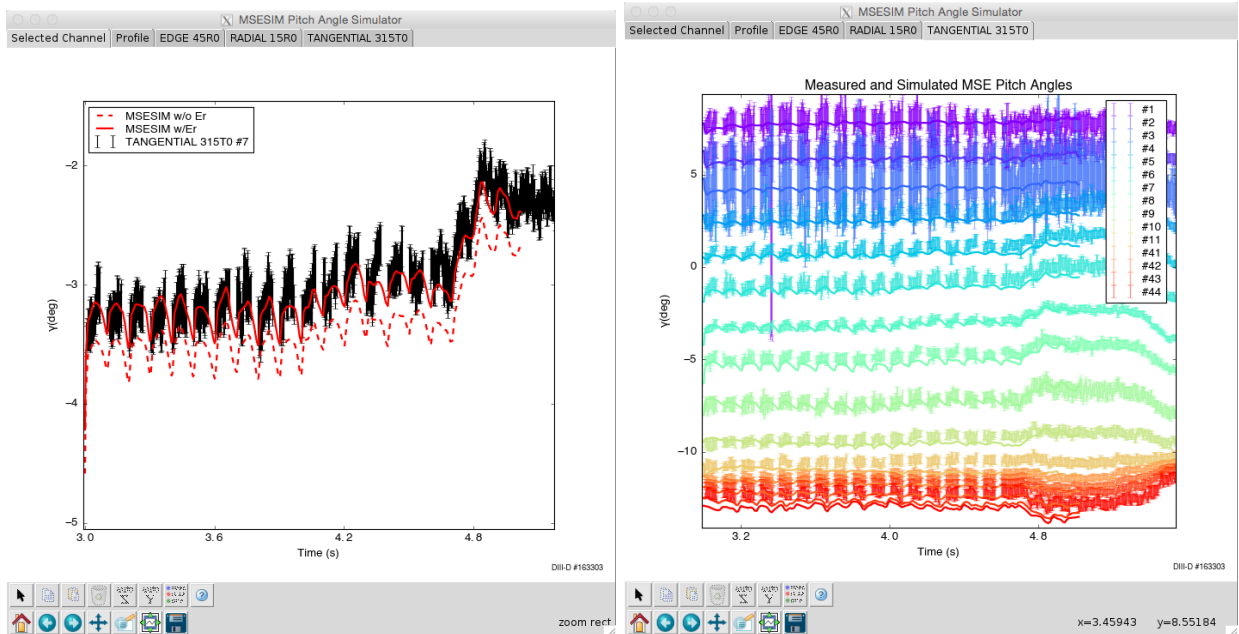 MSESIM Pitch Angle Simulator
Selected Channel Profile EDGE 45R0 RADIAL 15R0 TANGENTIAL 315T0
MSESIM w/o Er
MSESIM w/Er
TANGENTIAL 315T0 #7
−2
−3
−4
−5
γ(deg)
3.0 3.6 4.2 4.8
Time (s)
DIII-D #163303
zoom rect
MSESIM Pitch Angle Simulator
Selected Channel Profile EDGE 45R0 RADIAL 15R0 TANGENTIAL 315T0
Measured and Simulated MSE Pitch Angles
#1
#2
#3
#4
#5
#6
#7
#8
#9
#10
#11
#41
#42
#43
#44
5
0
−5
−10
γ(deg)
3.2 4.0 4.8
Time (s)
DIII-D #163303
x=3.45943 y=8.55184